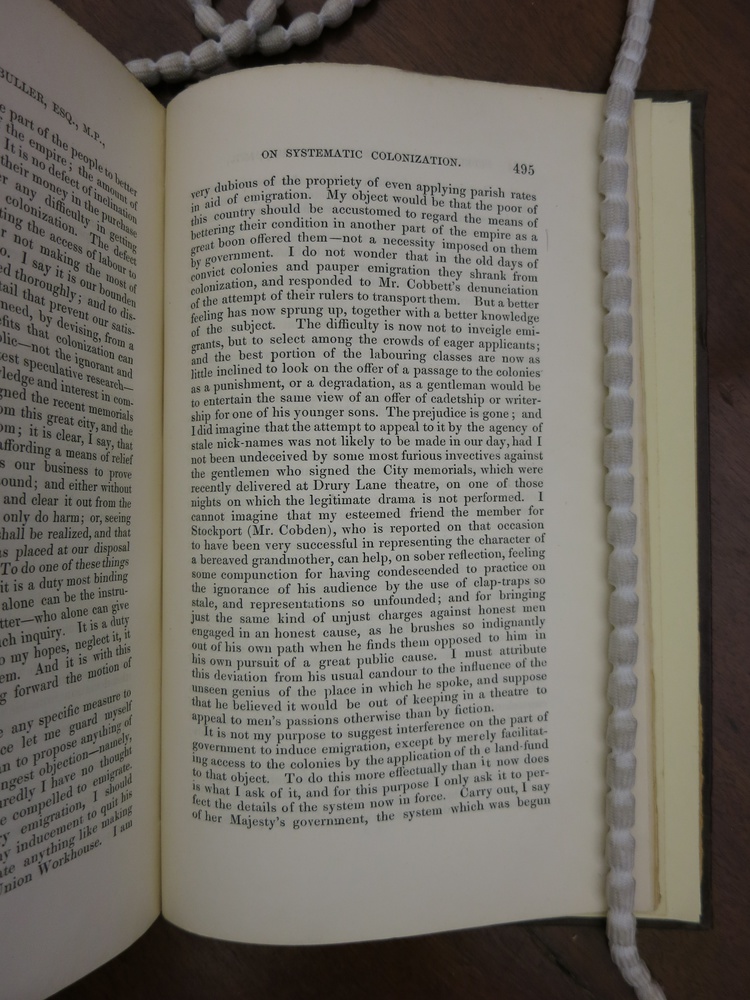 BULLER, ESQ., M.P.,
part of the people to better
the empire; the amount of
It is no defect of inclination
their money in the purchase
any difficulty in getting
colonization. The defect
ting the access of labour to
r not making the most of
o. I say it is our bounden
ed thoroughly; and to dis-
tail that prevent our satis-
need, by devising, from a
fits that colonization can
blic—not the ignorant and
test speculative research—
ledge and interest in com-
gned the recent memorials
om this great city, and the
om; it is clear, I say, that
affording a means of relief
s our business to prove
ound; and either without
and clear it out from the
only do harm; or, seeing
shall be realized, and that
as placed at our disposal
To do one of these things
it is a duty most binding
alone can be the instru-
tter—who alone can give
ch inquiry. It is a duty
o my hopes, neglect it, it
em. And it is with this
g forward the motion of
any specific measure to
ce let me guard myself
n to propose anything of
ngest objection—namely,
redly I have no thought
e compelled to emigrate.
y emigration, I should
ny inducement to quit his
ate anything like making
Union Workhouse. I am
ON SYSTEMATIC COLONIZATION. 495
very dubious of the propriety of even applying parish rates
in aid of emigration. My object would be that the poor of
this country should be accustomed to regard the means of
bettering their condition in another part of the empire as a
great boon offered them—not a necessity imposed on them
by government. I do not wonder that in the old days of
convict colonies and pauper emigration they shrank from
colonization, and responded to Mr. Cobbett's denunciation
of the attempt of their rulers to transport them. But a better
feeling has now sprung up, together with a better knowledge
of the subject. The difficulty is now not to inveigle emi-
grants, but to select among the crowds of eager applicants;
and the best portion of the labouring classes are now as
little inclined to look on the offer of a passage to the colonies
as a punishment, or a degradation, as a gentleman would be
to entertain the same view of an offer of cadetship or writer-
ship for one of his younger sons. The prejudice is gone; and
I did imagine that the attempt to appeal to it by the agency of
stale nick-names was not likely to be made in our day, had I
not been undeceived by some most furious invectives against
the gentlemen who signed the City memorials, which were
recently delivered at Drury Lane theatre, on one of those
nights on which the legitimate drama is not performed. I
cannot imagine that my esteemed friend the member for
Stockport (Mr. Cobden), who is reported on that occasion
to have been very successful in representing the character of
a bereaved grandmother, can help, on sober reflection, feeling
some compunction for having condescended to practice on
the ignorance of his audience by the use of clap-traps so
stale, and representations so unfounded; and for bringing
just the same kind of unjust charges against honest men
engaged in an honest cause, as he brushes so indignantly
out of his own path when he finds them opposed to him in
his own pursuit of a great public cause. I must attribute
this deviation from his usual candour to the influence of the
unseen genius of the place in which he spoke, and suppose
that he believed it would be out of keeping in a theatre to
appeal to men's passions otherwise than by fiction.
It is not my purpose to suggest interference on the part of
government to induce emigration, except by merely facilitat-
ing access to the colonies by the application of th e land-fund
to that object. To do this more effectually than it now does
is what I ask of it, and for this purpose I only ask it to per-
fect the details of the system now in force. Carry out, I say
of her Majesty's government, the system which was begun